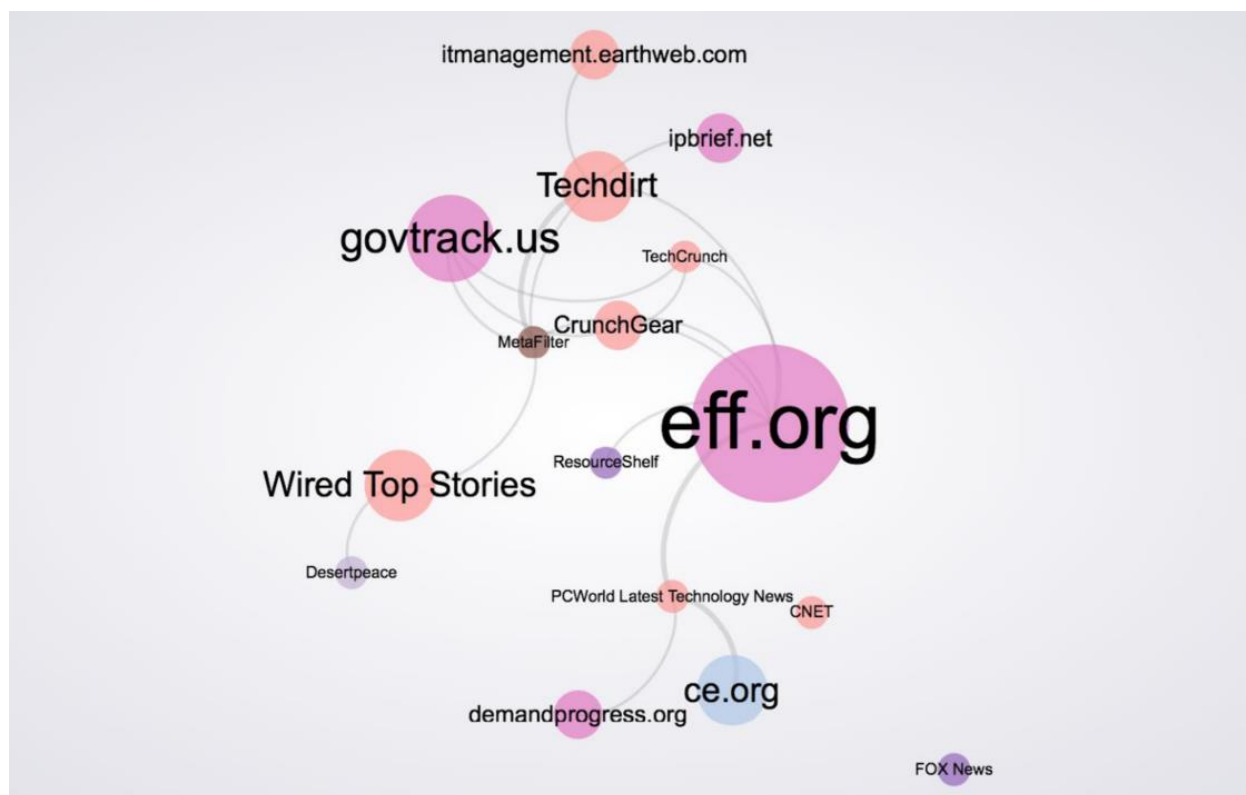 itmanagement.earthweb.com
ipbrief.net
Techdirt
govtrack.us
TechCrunch
CrunchGear
MetaFilter
eff.org
ResourceShelf
Wired Top Stories
Desertpeace
PCWorld Latest Technology News
CNET
ce.org
demandprogress.org
FOX News